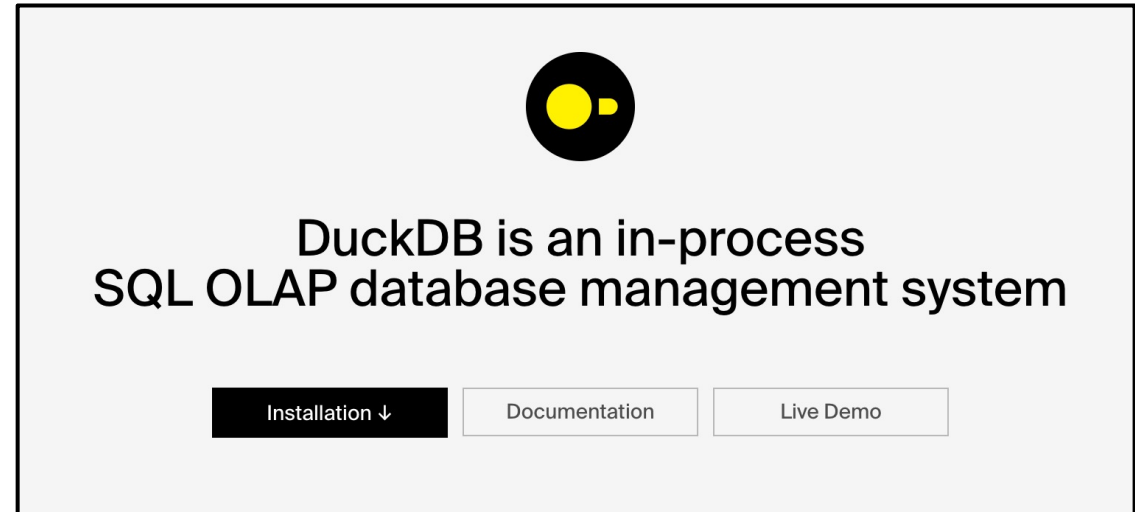 DuckDB is an in-process
SQL OLAP database management system
Installation ↓
Documentation
Live Demo